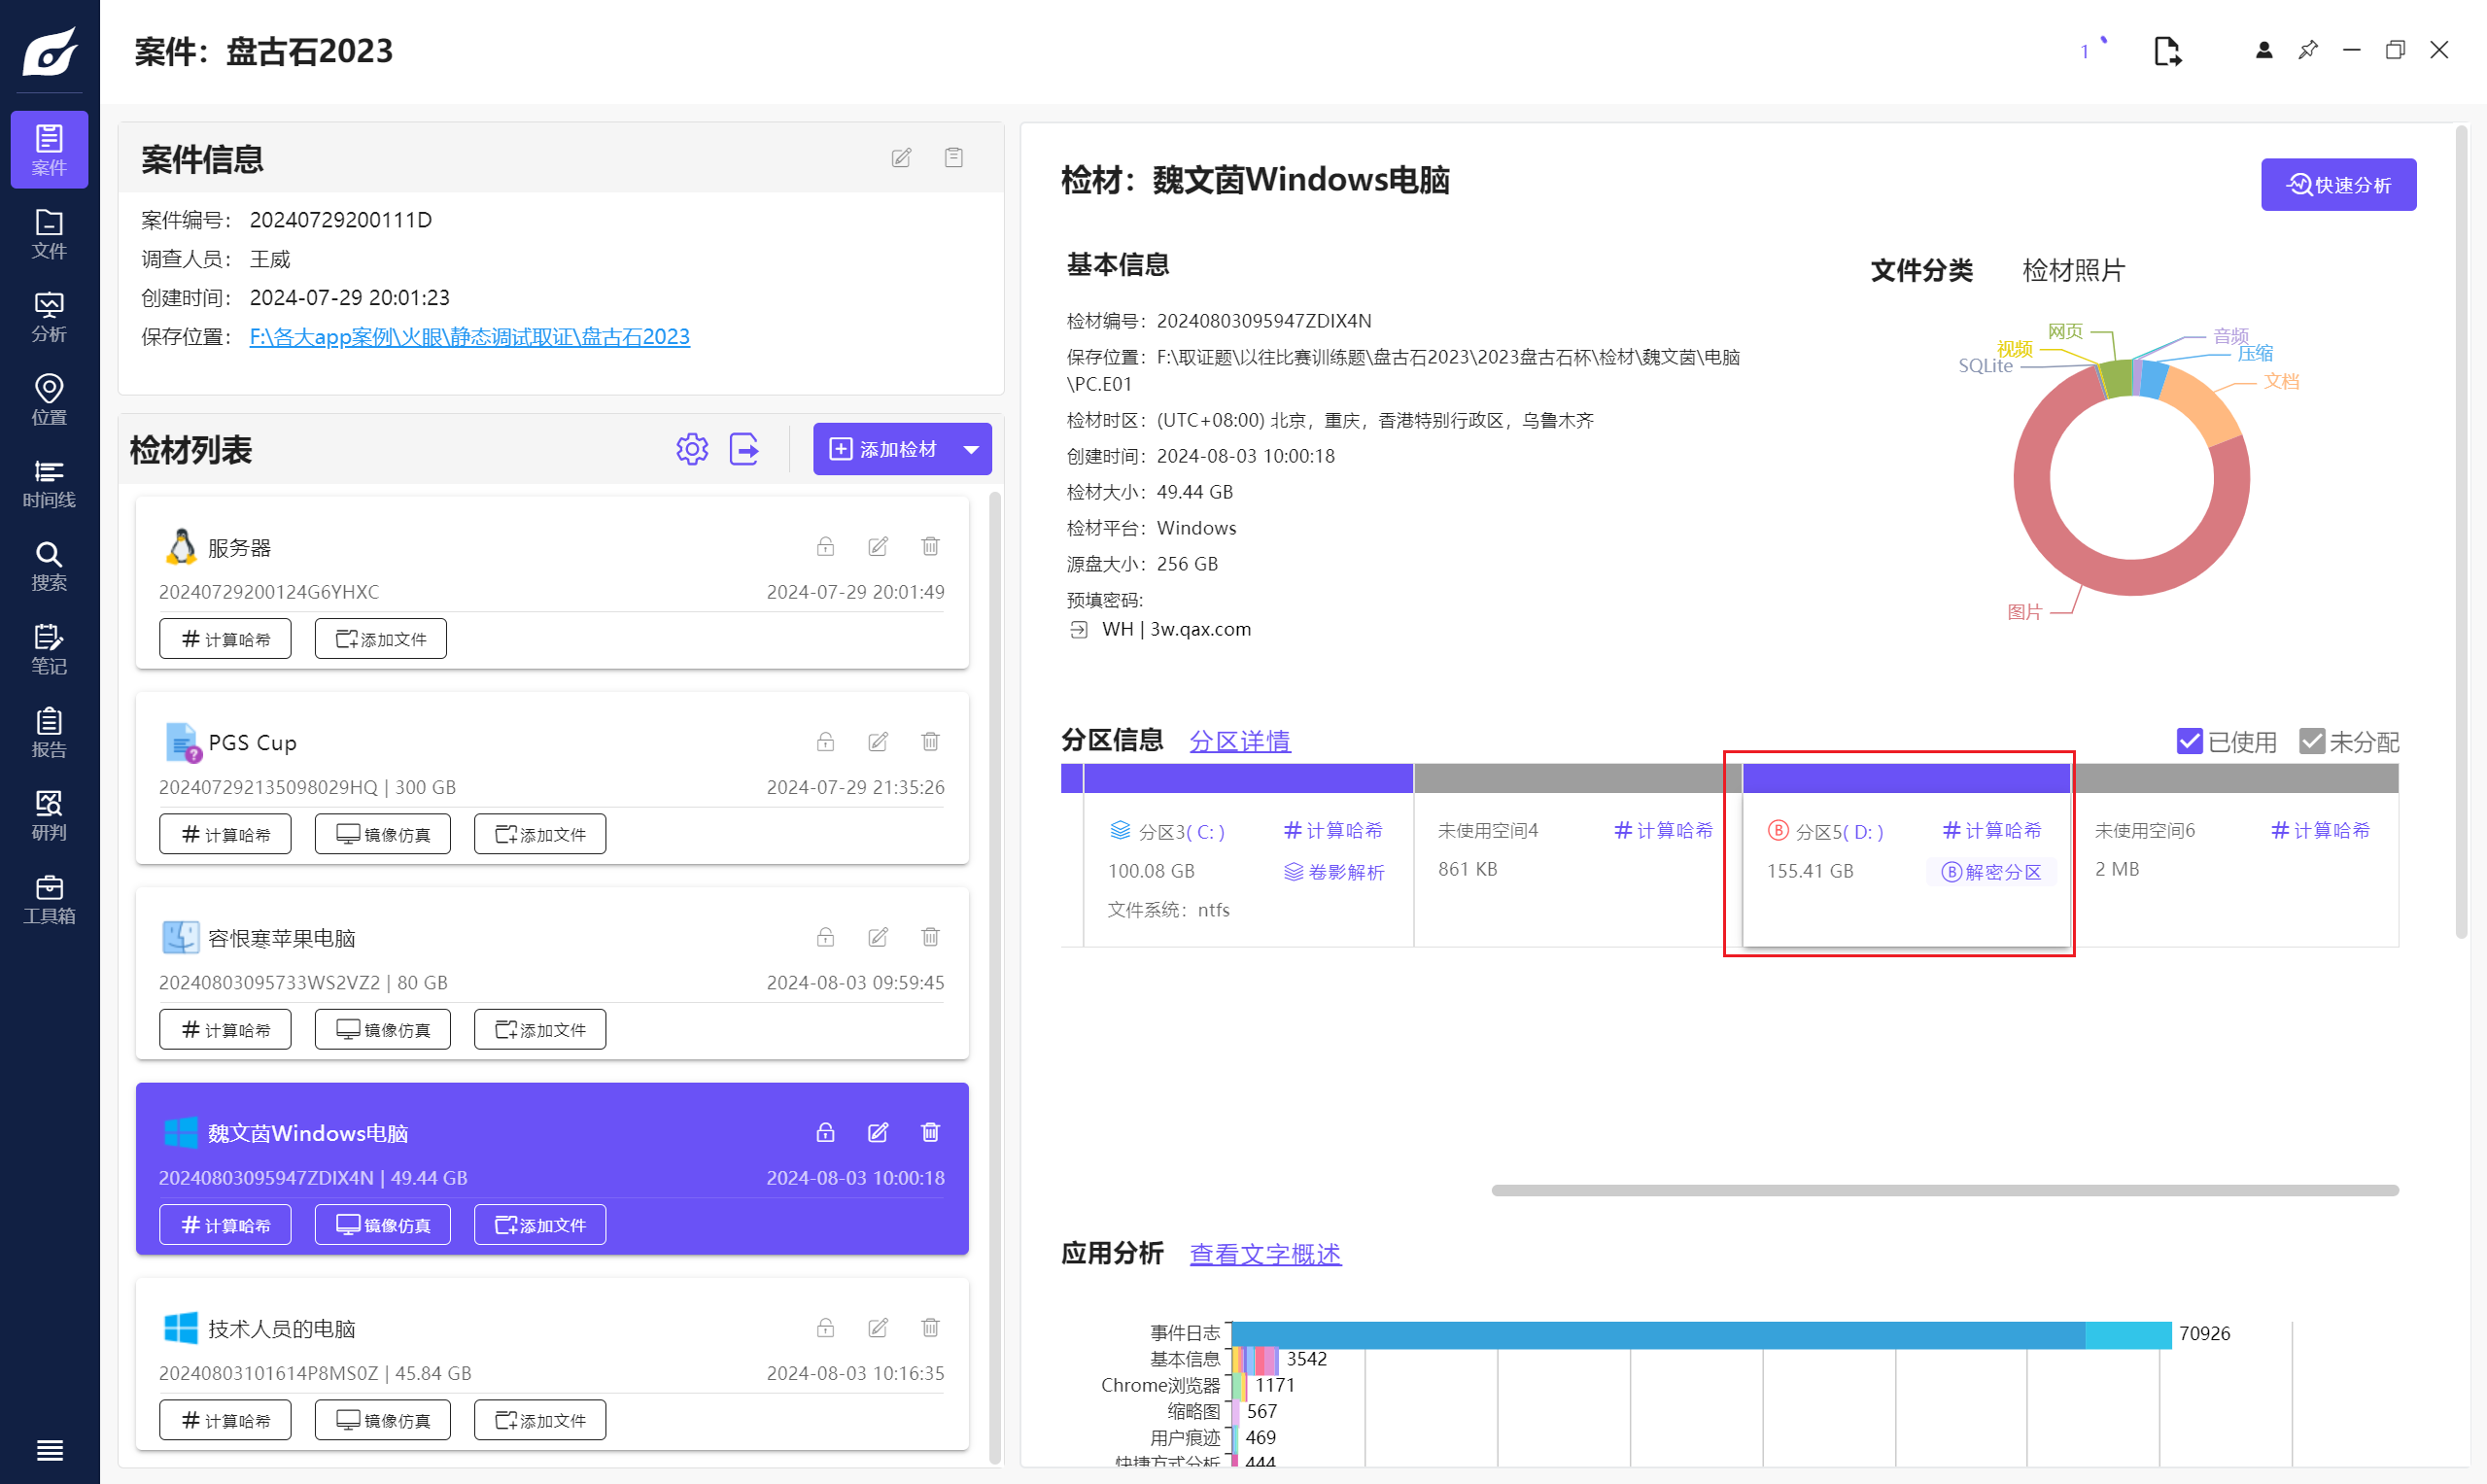 案件：盘古石2023
1
案件
文件
分析
位置
时间线
搜索
笔记
报告
研判
工具箱
案件信息
案件编号： 20240729200111D
调查人员： 王威
创建时间： 2024-07-29 20:01:23
保存位置： F:\各大app案例\火眼\静态调试取证\盘古石2023
检材列表
添加检材
服务器
20240729200124G6YHXC 2024-07-29 20:01:49
计算哈希 添加文件
PGS Cup
202407292135098029HQ | 300 GB 2024-07-29 21:35:26
计算哈希 镜像仿真 添加文件
容恨寒苹果电脑
20240803095733WS2VZ2 | 80 GB 2024-08-03 09:59:45
计算哈希 镜像仿真 添加文件
魏文茵Windows电脑
20240803095947ZDIX4N | 49.44 GB 2024-08-03 10:00:18
计算哈希 镜像仿真 添加文件
技术人员的电脑
20240803101614P8MS0Z | 45.84 GB 2024-08-03 10:16:35
计算哈希 镜像仿真 添加文件
检材：魏文茵Windows电脑
快速分析
基本信息
检材编号：20240803095947ZDIX4N
保存位置：F:\取证题\以往比赛训练题\盘古石2023\2023盘古石杯\检材\魏文茵\电脑
\PC.E01
检材时区：(UTC+08:00) 北京，重庆，香港特别行政区，乌鲁木齐
创建时间：2024-08-03 10:00:18
检材大小：49.44 GB
检材平台：Windows
源盘大小：256 GB
预填密码:
WH | 3w.qax.com
文件分类 检材照片
网页
音频
视频
压缩
SQLite
文档
图片
分区信息 分区详情
已使用 未分配
分区3( C: ) 计算哈希
100.08 GB 卷影解析
文件系统：ntfs
未使用空间4 计算哈希
861 KB
B 分区5( D: ) 计算哈希
155.41 GB B 解密分区
未使用空间6 计算哈希
2 MB
应用分析 查看文字概述
事件日志 70926
基本信息 3542
Chrome浏览器 1171
缩略图 567
用户痕迹 469
快捷方式分析 444